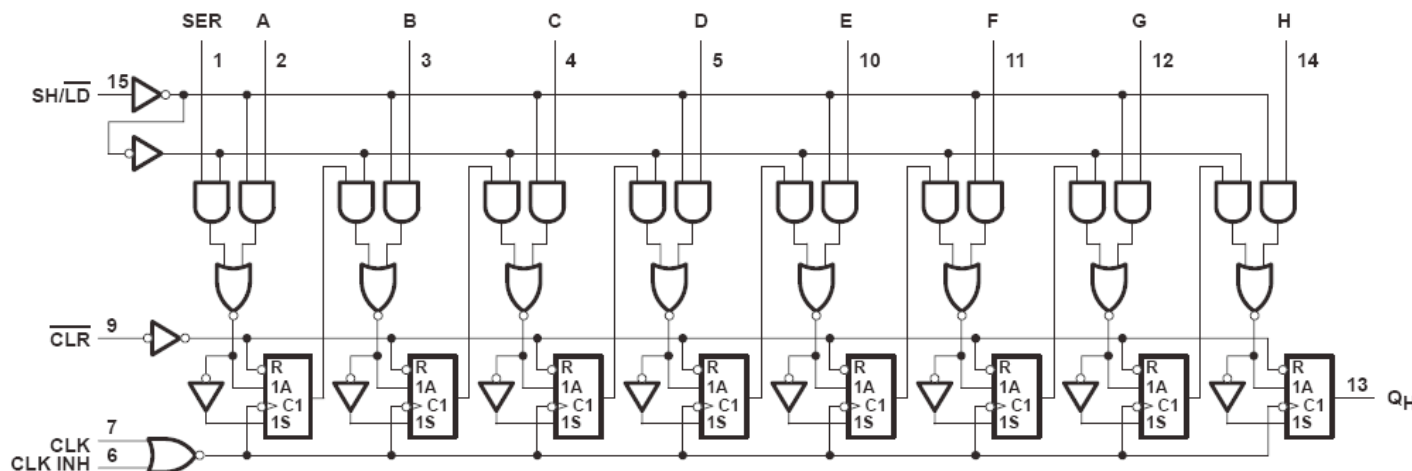 SER A B C D E F G H
1 2 3 4 5 10 11 12 14
SH/LD 15
CLR 9
R R R R R R R R
1A 1A 1A 1A 1A 1A 1A 1A
C1 C1 C1 C1 C1 C1 C1 C1
1S 1S 1S 1S 1S 1S 1S 1S
13 QH
CLK 7
CLK INH 6